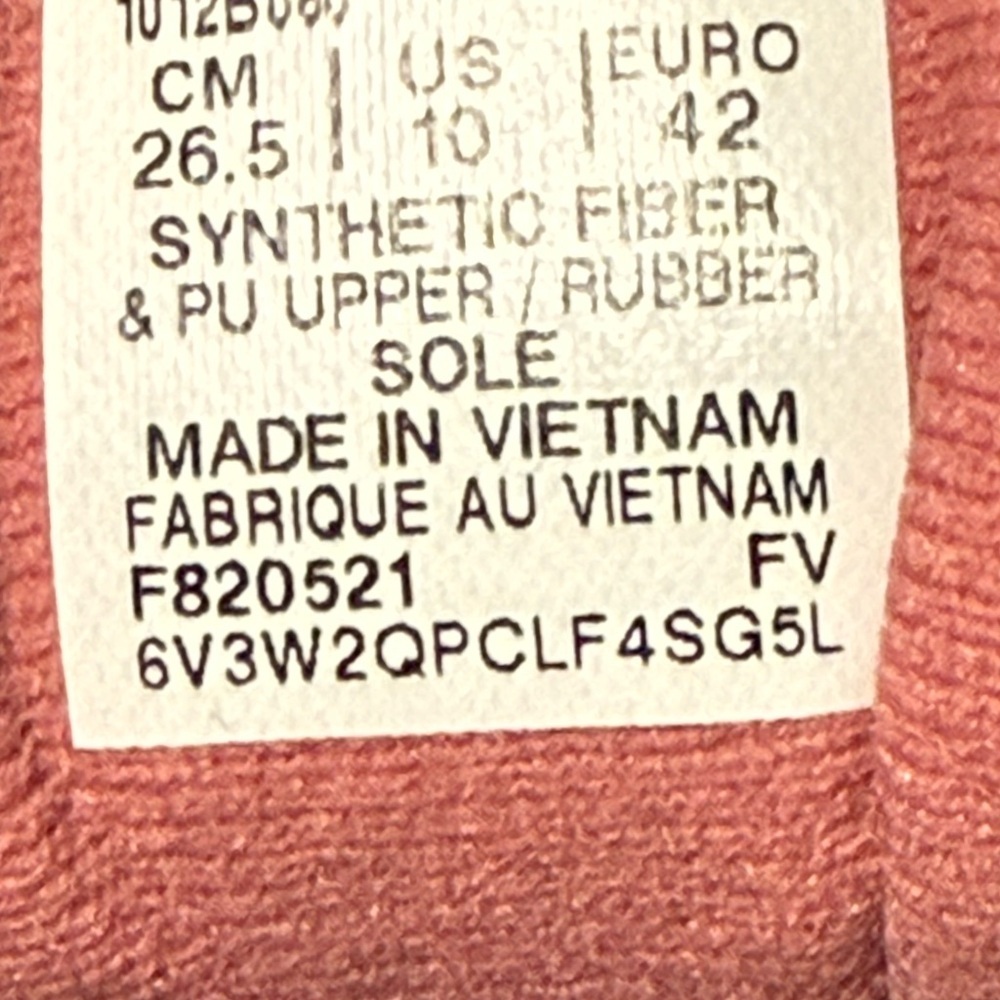 CM | US | EURO
26.5 | 10 | 42
SYNTHETIC FIBER
& PU UPPER / RUBBER
SOLE
MADE IN VIETNAM
FABRIQUE AU VIETNAM
F820521 FV
6V3W2QPCLF4SG5L